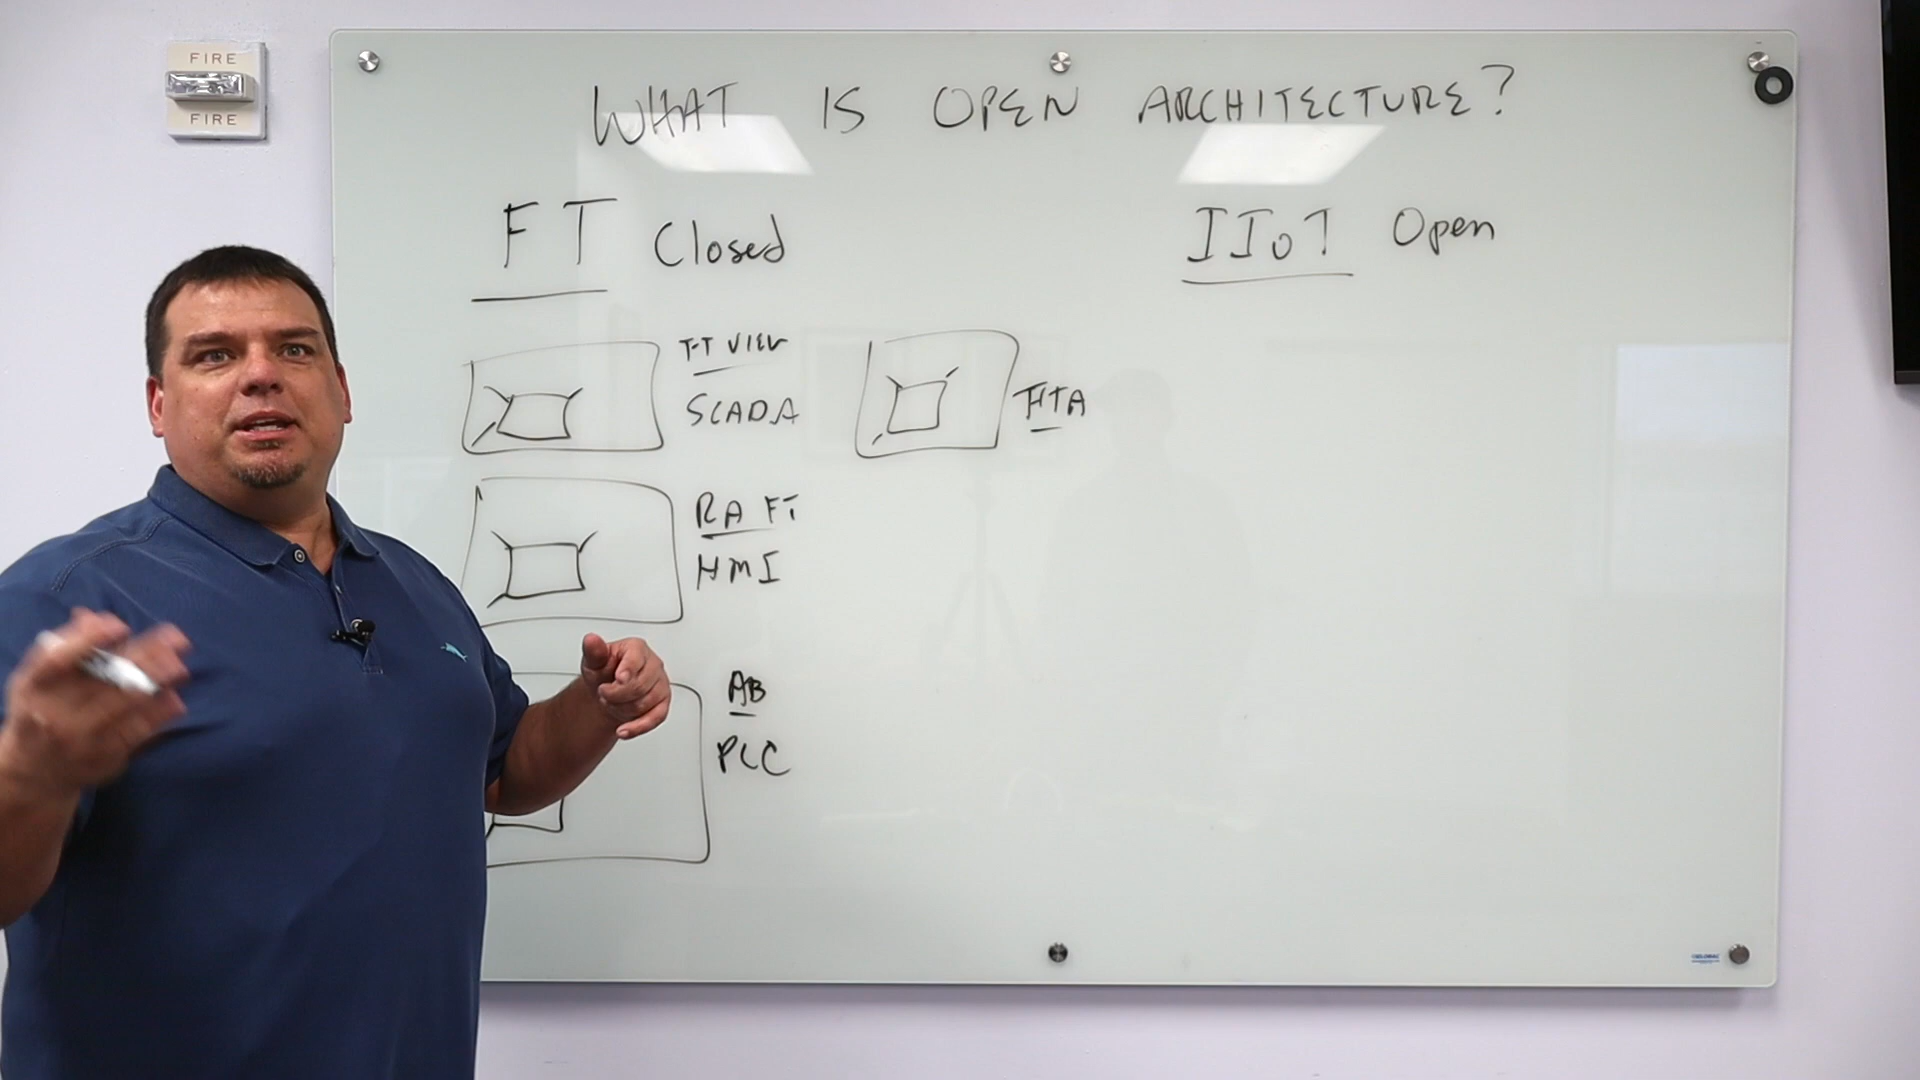 FIRE
FIRE
WHAT IS OPEN ARCHITECTURE?
FT Closed
IIoT Open
FT VIEW
SCADA
FTA
RA FT
HMI
AB
PLC